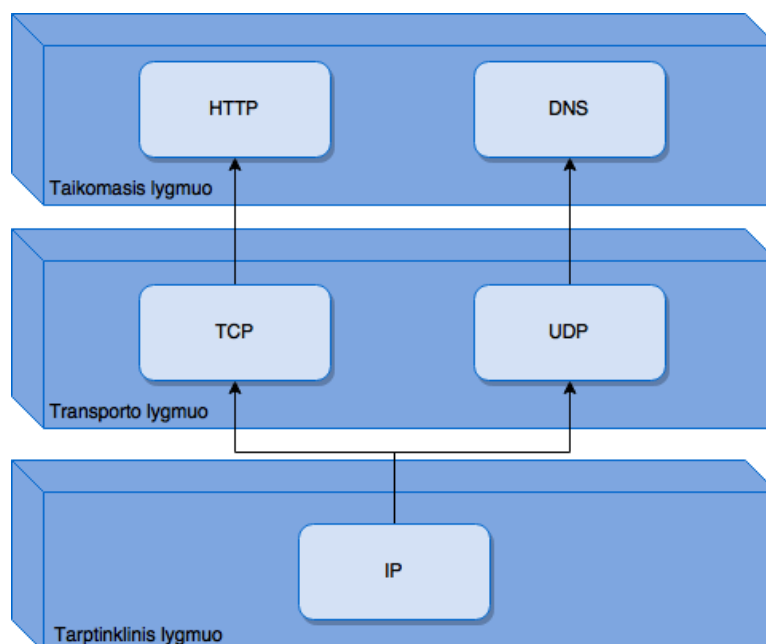 HTTP
DNS
Taikomasis lygmuo
TCP
UDP
Transporto lygmuo
IP
Tarptinklinis lygmuo